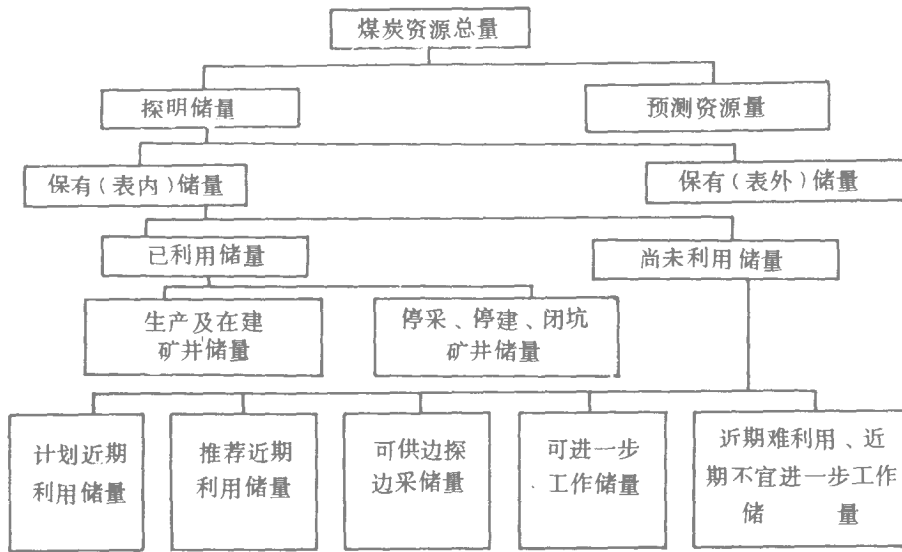 煤炭资源总量
探明储量
预测资源量
保有(表内)储量
保有(表外)储量
已利用储量
尚未利用储量
生产及在建
矿井储量
停采、停建、闭坑
矿井储量
计划近期
利用储量
推荐近期
利用储量
可供边探
边采储量
可进一步
工作储量
近期难利用、近
期不宜进一步工作
储 量